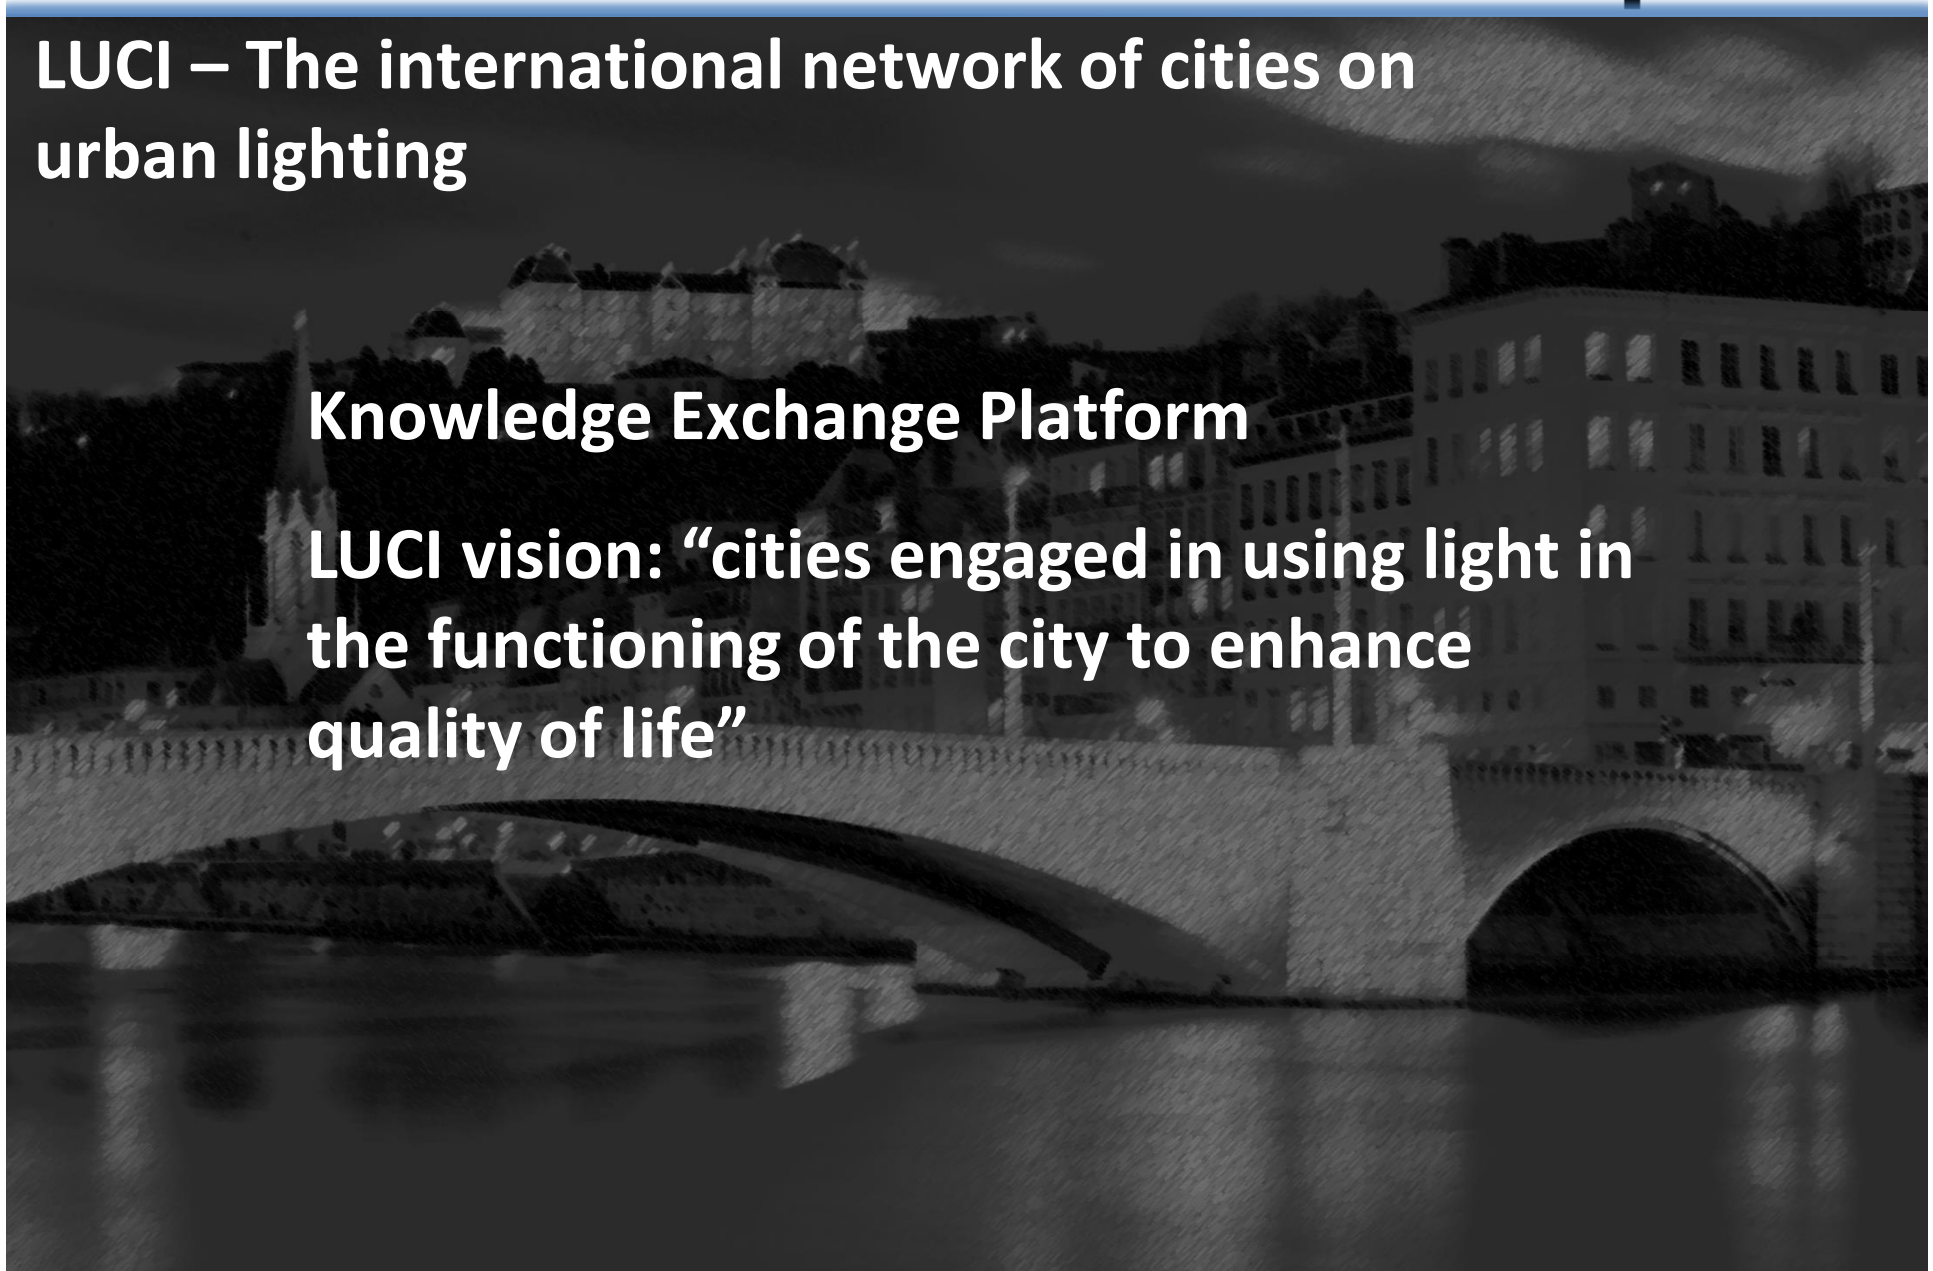 LUCI – The international network of cities on
urban lighting
Knowledge Exchange Platform
LUCI vision: “cities engaged in using light in
the functioning of the city to enhance
quality of life”